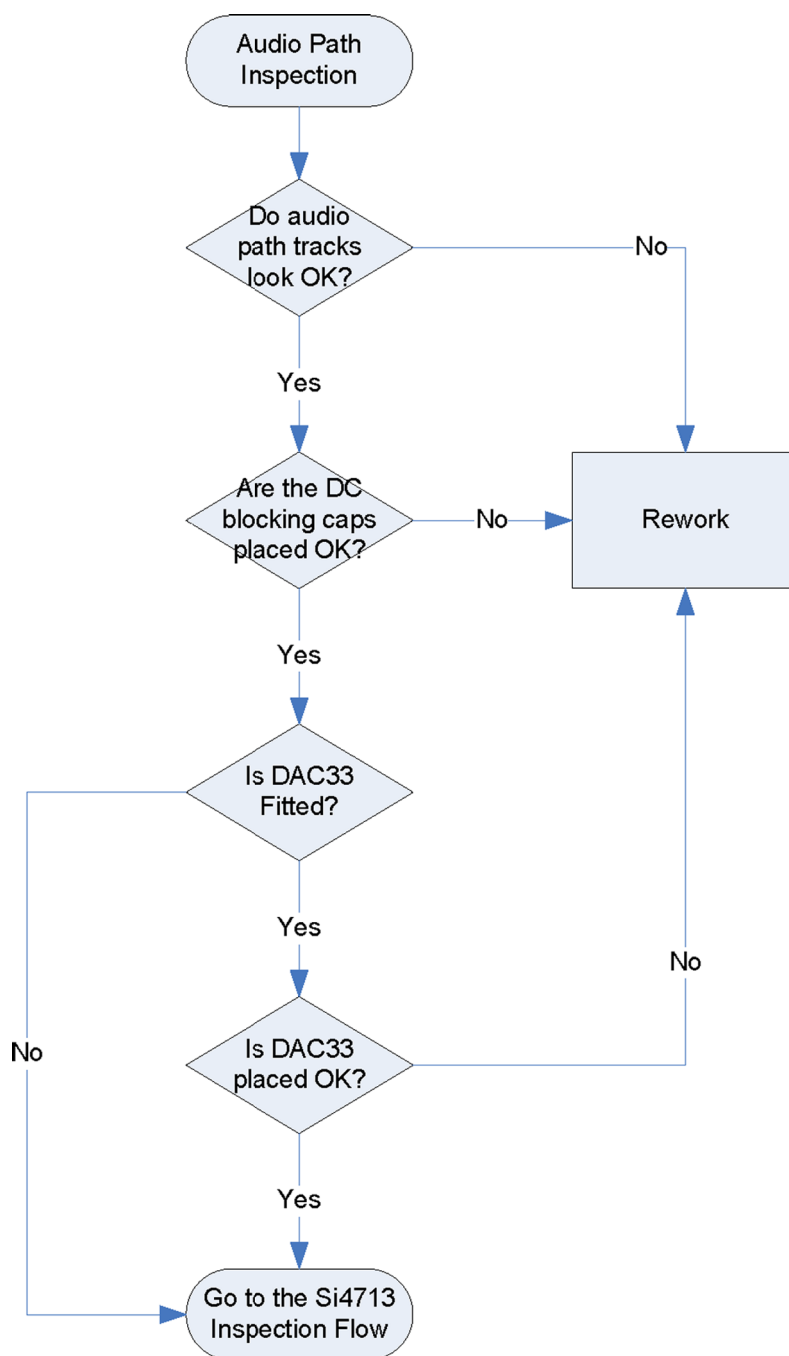 Audio Path
Inspection
Do audio
path tracks
look OK?
No
Yes
Are the DC
blocking caps
placed OK?
No
Rework
Yes
Is DAC33
Fitted?
Yes
No
No
Is DAC33
placed OK?
Yes
Go to the Si4713
Inspection Flow